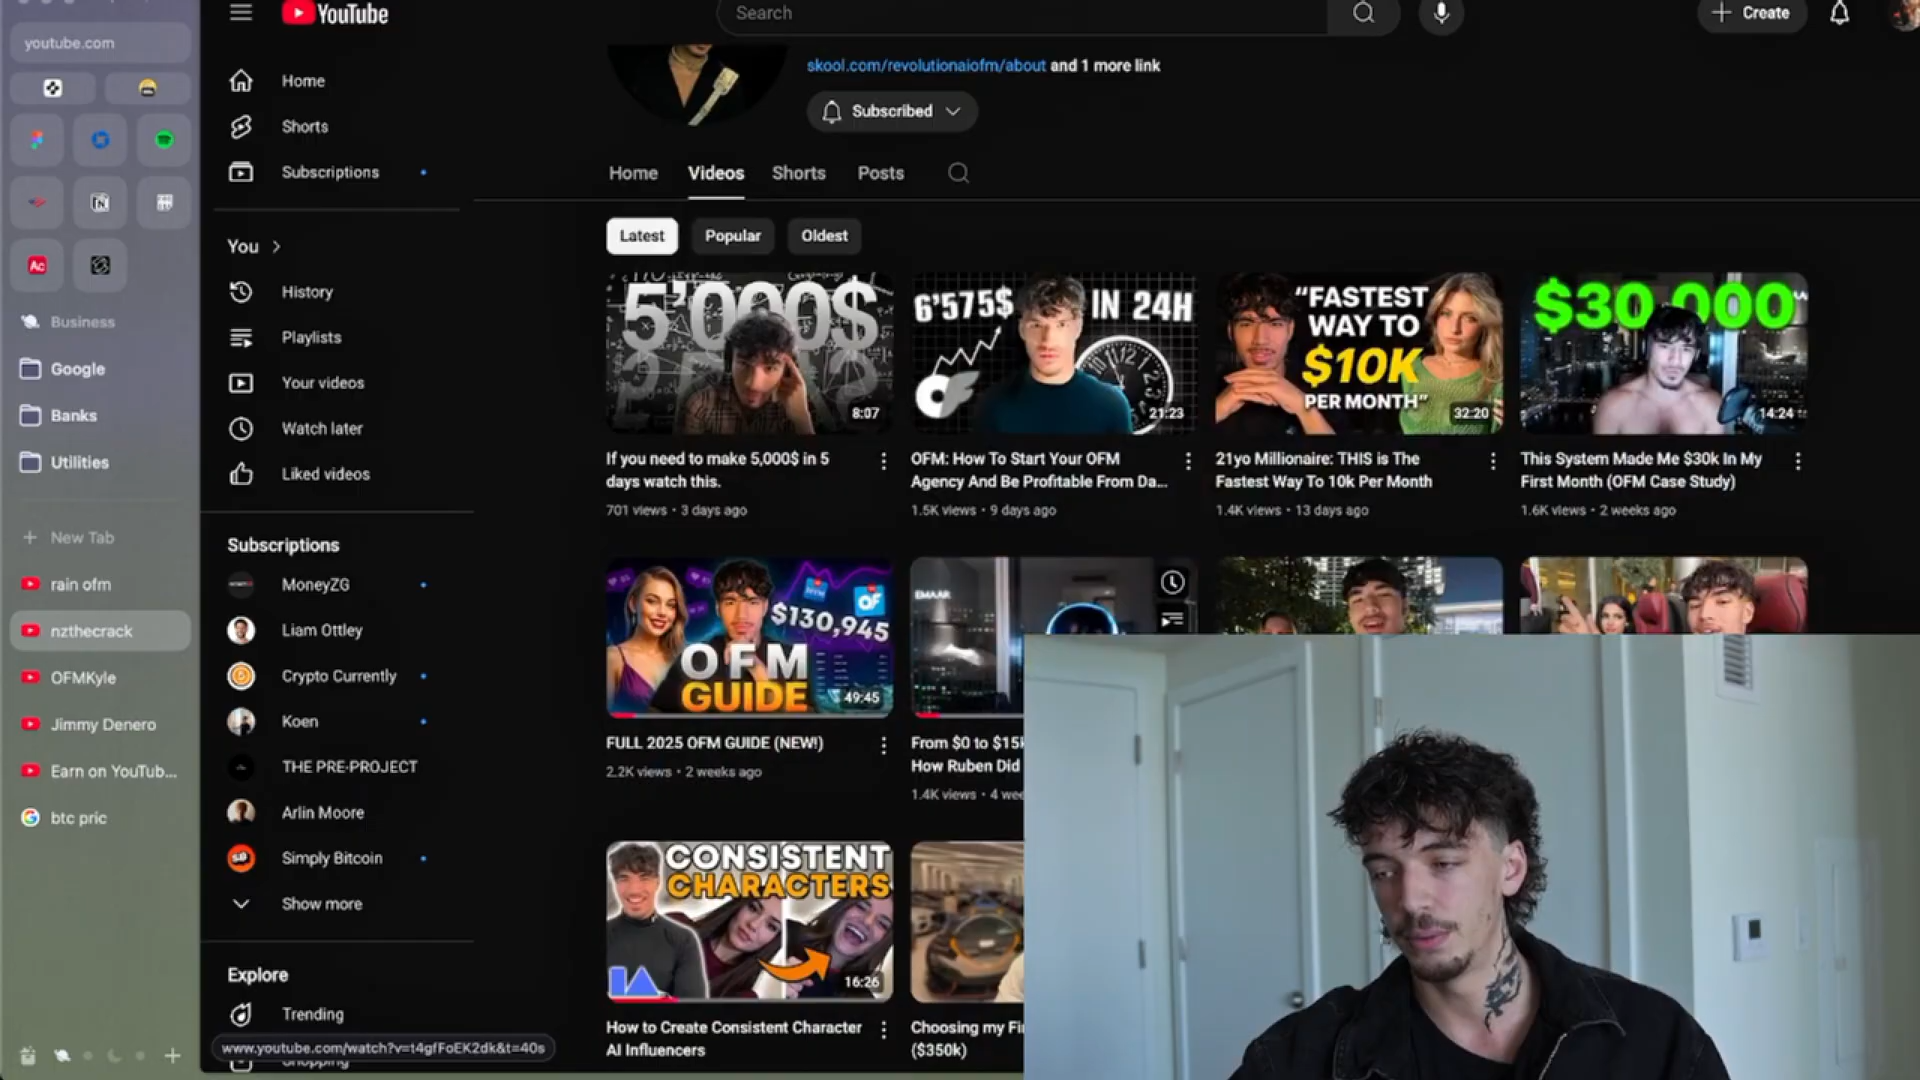 youtube.com
YouTube
Search
Create
Home
Shorts
Subscriptions
You
History
Playlists
Your videos
Watch later
Liked videos
Subscriptions
MoneyZG
Liam Ottley
Crypto Currently
Koen
THE PRE-PROJECT
Arlin Moore
Simply Bitcoin
Show more
Explore
Trending
Shopping
www.youtube.com/watch?v=t4gfFoEK2dk&t=40s
Ac
Business
Google
Banks
Utilities
New Tab
rain ofm
nzthecrack
OFMKyle
Jimmy Denero
Earn on YouTub...
btc pric
skool.com/revolutionaiofm/about and 1 more link
Subscribed
Home Videos Shorts Posts
Latest Popular Oldest
5'000$
8:07
If you need to make 5,000$ in 5
days watch this.
701 views • 3 days ago
6'575$ IN 24H
21:23
OFM: How To Start Your OFM
Agency And Be Profitable From Da...
1.5K views • 9 days ago
"FASTEST
WAY TO
$10K
PER MONTH"
32:20
21yo Millionaire: THIS is The
Fastest Way To 10k Per Month
1.4K views • 13 days ago
$30 000
14:24
This System Made Me $30k In My
First Month (OFM Case Study)
1.6K views • 2 weeks ago
OF
$130,945
OFM
GUIDE
49:45
FULL 2025 OFM GUIDE (NEW!)
2.2K views • 2 weeks ago
EMAAR
From $0 to $15k
How Ruben Did
1.4K views • 4 wee
CONSISTENT
CHARACTERS
16:26
How to Create Consistent Character
AI Influencers
Choosing my Fi
($350k)